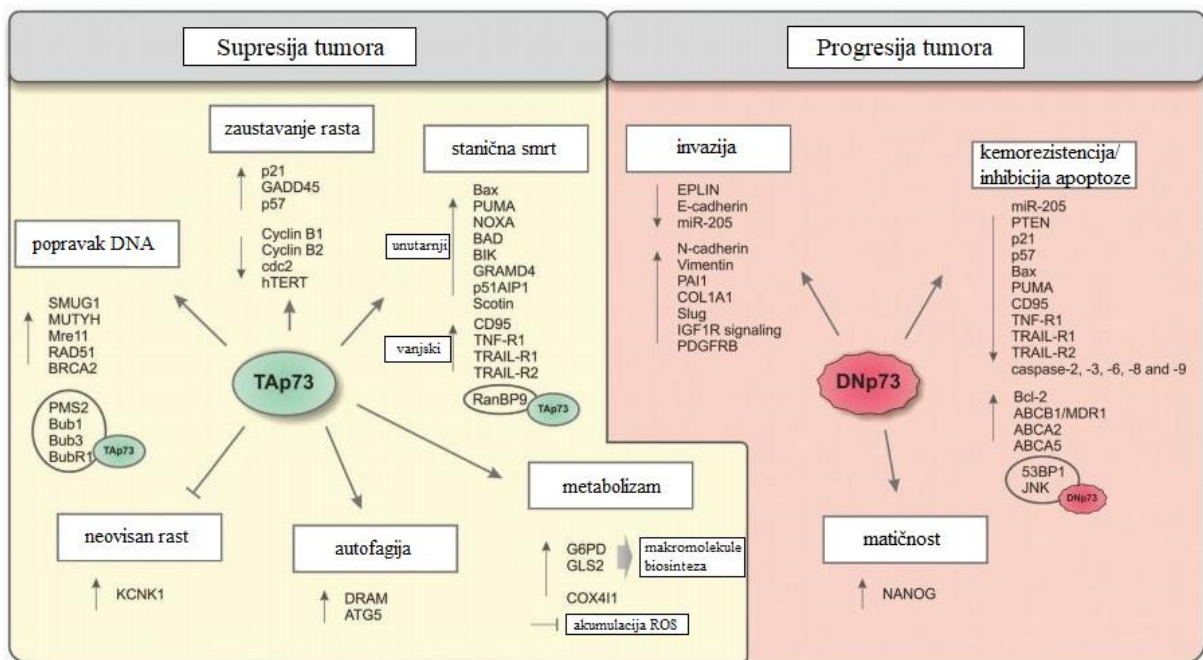 Supresija tumora
Progresija tumora
zaustavanje rasta
p21
GADD45
p57
Cyclin B1
Cyclin B2
cdc2
hTERT
stanična smrt
unutarnji
Bax
PUMA
NOXA
BAD
BIK
GRAMD4
p51AIP1
Scotin
vanjski
CD95
TNF-R1
TRAIL-R1
TRAIL-R2
RanBP9
TAp73
popravak DNA
SMUG1
MUTYH
Mre11
RAD51
BRCA2
PMS2
Bub1
Bub3
BubR1
TAp73
TAp73
neovisan rast
KCNK1
autofagija
DRAM
ATG5
metabolizam
G6PD
GLS2
makromolekule
biosinteza
COX4I1
akumulacija ROS
invazija
EPLIN
E-cadherin
miR-205
N-cadherin
Vimentin
PAI1
COL1A1
Slug
IGF1R signaling
PDGFRB
kemorezistencija/
inhibicija apoptoze
miR-205
PTEN
p21
p57
Bax
PUMA
CD95
TNF-R1
TRAIL-R1
TRAIL-R2
caspase-2, -3, -6, -8 and -9
Bcl-2
ABCB1/MDR1
ABCA2
ABCA5
53BP1
JNK
DNp73
DNp73
matičnost
NANOG